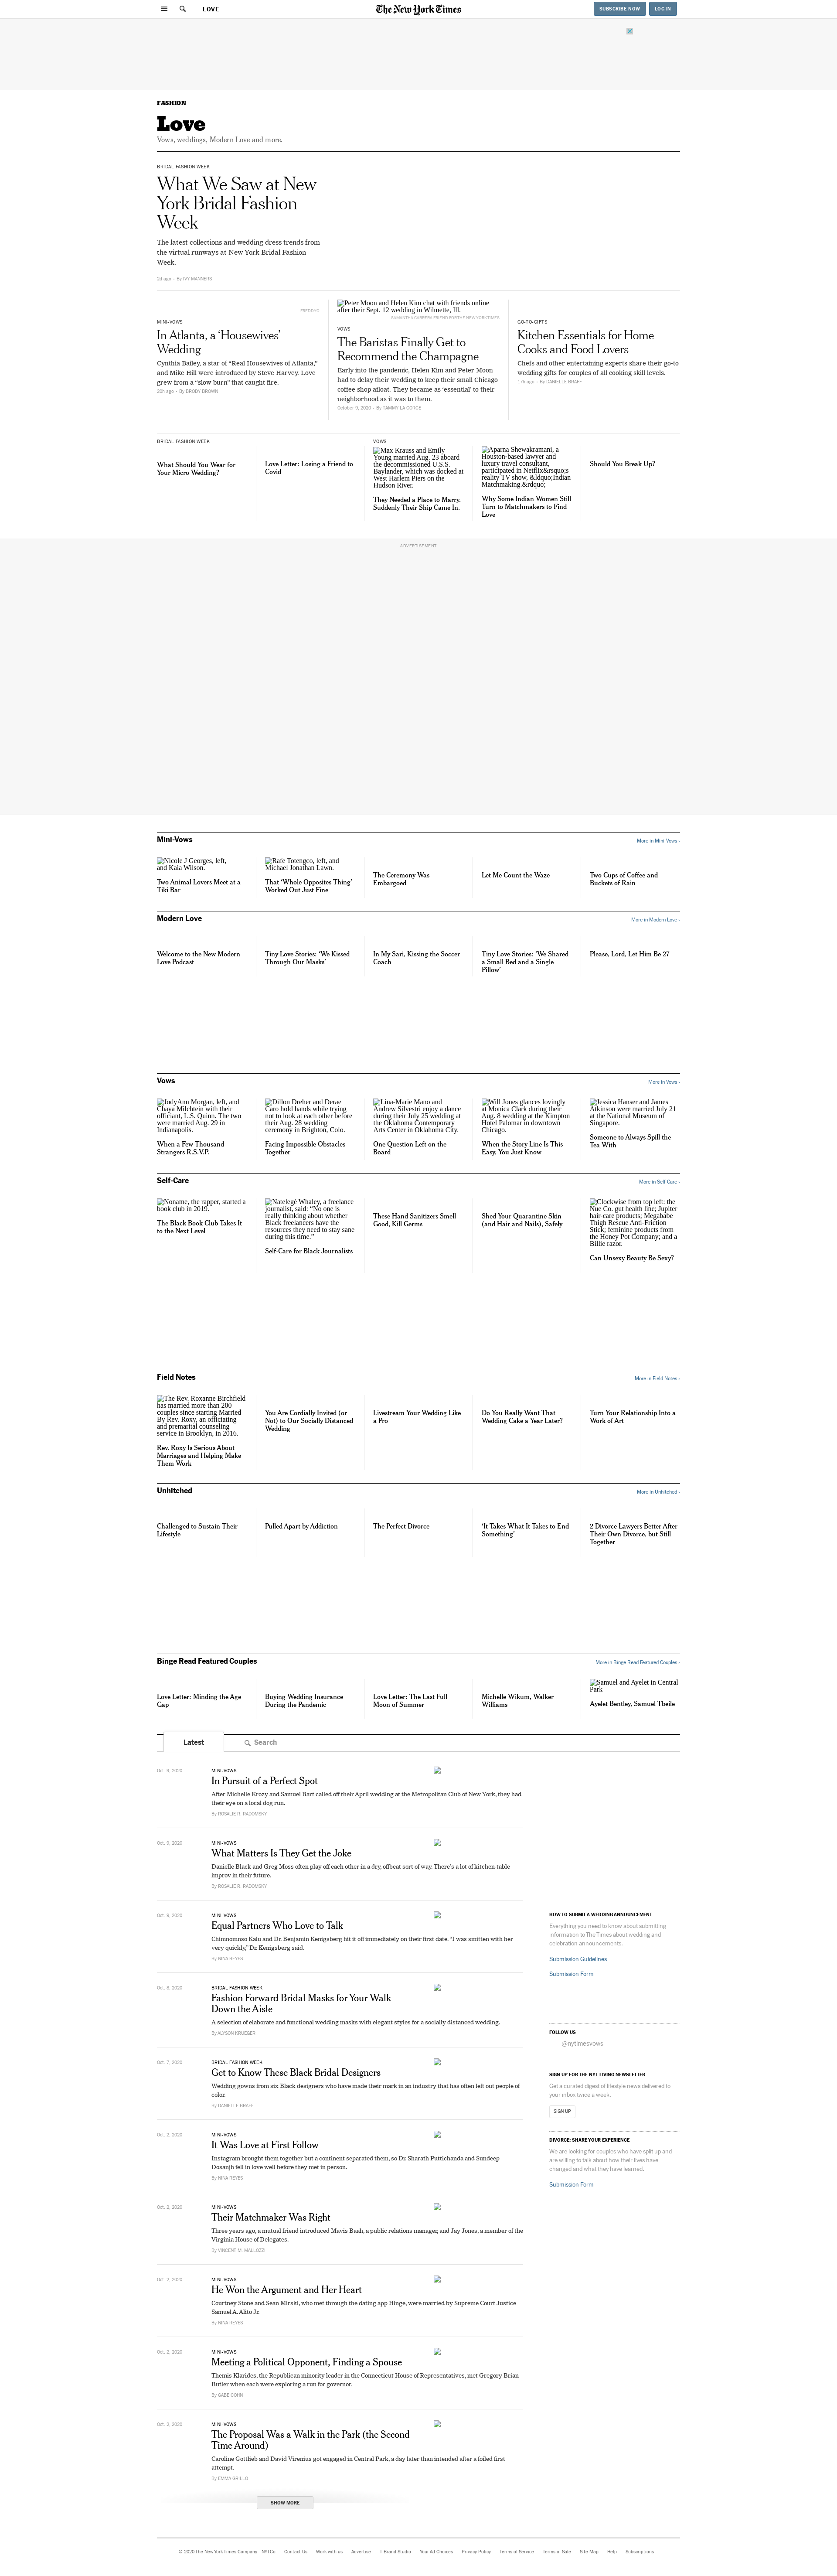 LOVE
The New York Times
SUBSCRIBE NOW
LOG IN
FASHION
Love
Vows, weddings, Modern Love and more.
BRIDAL FASHION WEEK
What We Saw at New
York Bridal Fashion
Week
The latest collections and wedding dress trends from
the virtual runways at New York Bridal Fashion
Week.
2d ago • By IVY MANNERS
MINI-VOWS
In Atlanta, a ‘Housewives’
Wedding
Cynthia Bailey, a star of “Real Housewives of Atlanta,”
and Mike Hill were introduced by Steve Harvey. Love
grew from a “slow burn” that caught fire.
20h ago • By BRODY BROWN
Peter Moon and Helen Kim chat with friends online
after their Sept. 12 wedding in Wilmette, Ill.
VOWS
The Baristas Finally Get to
Recommend the Champagne
Early into the pandemic, Helen Kim and Peter Moon
had to delay their wedding to keep their small Chicago
coffee shop afloat. They became as ‘essential’ to their
neighborhood as it was to them.
October 9, 2020 • By TAMMY LA GORCE
GO-TO-GIFTS
Kitchen Essentials for Home
Cooks and Food Lovers
Chefs and other entertaining experts share their go-to
wedding gifts for couples of all cooking skill levels.
17h ago • By DANIELLE BRAFF
BRIDAL FASHION WEEK
What Should You Wear for
Your Micro Wedding?
Love Letter: Losing a Friend to
Covid
VOWS
Max Krauss and Emily
Young married Aug. 23 aboard
the decommissioned U.S.S.
Baylander, which was docked at
West Harlem Piers on the
Hudson River.
They Needed a Place to Marry.
Suddenly Their Ship Came In.
Aparna Shewakramani, a
Houston-based lawyer and
luxury travel consultant,
participated in Netflix&rsquo;s
reality TV show, &ldquo;Indian
Matchmaking.&rdquo;
Why Some Indian Women Still
Turn to Matchmakers to Find
Love
Should You Break Up?
ADVERTISEMENT
Mini-Vows
More in Mini-Vows ›
Nicole J Georges, left,
and Kaia Wilson.
Two Animal Lovers Meet at a
Tiki Bar
Rafe Totengco, left, and
Michael Jonathan Lawn.
That ‘Whole Opposites Thing’
Worked Out Just Fine
The Ceremony Was
Embargoed
Let Me Count the Waze
Two Cups of Coffee and
Buckets of Rain
Modern Love
More in Modern Love ›
Welcome to the New Modern
Love Podcast
Tiny Love Stories: ‘We Kissed
Through Our Masks’
In My Sari, Kissing the Soccer
Coach
Tiny Love Stories: ‘We Shared
a Small Bed and a Single
Pillow’
Please, Lord, Let Him Be 27
Vows
More in Vows ›
JodyAnn Morgan, left, and
Chaya Milchtein with their
officiant, L.S. Quinn. The two
were married Aug. 29 in
Indianapolis.
When a Few Thousand
Strangers R.S.V.P.
Dillon Dreher and Derae
Caro hold hands while trying
not to look at each other before
their Aug. 28 wedding
ceremony in Brighton, Colo.
Facing Impossible Obstacles
Together
Lina-Marie Mano and
Andrew Silvestri enjoy a dance
during their July 25 wedding at
the Oklahoma Contemporary
Arts Center in Oklahoma City.
One Question Left on the
Board
Will Jones glances lovingly
at Monica Clark during their
Aug. 8 wedding at the Kimpton
Hotel Palomar in downtown
Chicago.
When the Story Line Is This
Easy, You Just Know
Jessica Hanser and James
Atkinson were married July 21
at the National Museum of
Singapore.
Someone to Always Spill the
Tea With
Self-Care
More in Self-Care ›
Noname, the rapper, started a
book club in 2019.
The Black Book Club Takes It
to the Next Level
Natelegé Whaley, a freelance
journalist, said: “No one is
really thinking about whether
Black freelancers have the
resources they need to stay sane
during this time.”
Self-Care for Black Journalists
These Hand Sanitizers Smell
Good, Kill Germs
Shed Your Quarantine Skin
(and Hair and Nails), Safely
Clockwise from top left: the
Nue Co. gut health line; Jupiter
hair-care products; Megababe
Thigh Rescue Anti-Friction
Stick; feminine products from
the Honey Pot Company; and a
Billie razor.
Can Unsexy Beauty Be Sexy?
Field Notes
More in Field Notes ›
The Rev. Roxanne Birchfield
has married more than 200
couples since starting Married
By Rev. Roxy, an officiating
and premarital counseling
service in Brooklyn, in 2016.
Rev. Roxy Is Serious About
Marriages and Helping Make
Them Work
You Are Cordially Invited (or
Not) to Our Socially Distanced
Wedding
Livestream Your Wedding Like
a Pro
Do You Really Want That
Wedding Cake a Year Later?
Turn Your Relationship Into a
Work of Art
Unhitched
More in Unhitched ›
Challenged to Sustain Their
Lifestyle
Pulled Apart by Addiction
The Perfect Divorce
‘It Takes What It Takes to End
Something’
2 Divorce Lawyers Better After
Their Own Divorce, but Still
Together
Binge Read Featured Couples
More in Binge Read Featured Couples ›
Love Letter: Minding the Age
Gap
Buying Wedding Insurance
During the Pandemic
Love Letter: The Last Full
Moon of Summer
Michelle Wikum, Walker
Williams
Samuel and Ayelet in Central
Park
Ayelet Bentley, Samuel Theile
Latest
Search
Oct. 9, 2020
MINI-VOWS
In Pursuit of a Perfect Spot
After Michelle Krozy and Samuel Bart called off their April wedding at the Metropolitan Club of New York, they had
their eye on a local dog run.
By ROSALIE R. RADOMSKY
Oct. 9, 2020
MINI-VOWS
What Matters Is They Get the Joke
Danielle Black and Greg Moss often play off each other in a dry, offbeat sort of way. There’s a lot of kitchen-table
improv in their future.
By ROSALIE R. RADOMSKY
Oct. 9, 2020
MINI-VOWS
Equal Partners Who Love to Talk
Chinnomnso Kalu and Dr. Benjamin Kenigsberg hit it off immediately on their first date. “I was smitten with her
very quickly,” Dr. Kenigsberg said.
By NINA REYES
Oct. 8, 2020
BRIDAL FASHION WEEK
Fashion Forward Bridal Masks for Your Walk
Down the Aisle
A selection of elaborate and functional wedding masks with elegant styles for a socially distanced wedding.
By ALYSON KRUEGER
Oct. 7, 2020
BRIDAL FASHION WEEK
Get to Know These Black Bridal Designers
Wedding gowns from six Black designers who have made their mark in an industry that has often left out people of
color.
By DANIELLE BRAFF
Oct. 2, 2020
MINI-VOWS
It Was Love at First Follow
Instagram brought them together but a continent separated them, so Dr. Sharath Puttichanda and Sundeep
Dosanjh fell in love well before they met in person.
By NINA REYES
Oct. 2, 2020
MINI-VOWS
Their Matchmaker Was Right
Three years ago, a mutual friend introduced Mavis Baah, a public relations manager, and Jay Jones, a member of the
Virginia House of Delegates.
By VINCENT M. MALLOZZI
Oct. 2, 2020
MINI-VOWS
He Won the Argument and Her Heart
Courtney Stone and Sean Mirski, who met through the dating app Hinge, were married by Supreme Court Justice
Samuel A. Alito Jr.
By NINA REYES
Oct. 2, 2020
MINI-VOWS
Meeting a Political Opponent, Finding a Spouse
Themis Klarides, the Republican minority leader in the Connecticut House of Representatives, met Gregory Brian
Butler when each were exploring a run for governor.
By GABE COHN
Oct. 2, 2020
MINI-VOWS
The Proposal Was a Walk in the Park (the Second
Time Around)
Caroline Gottlieb and David Virenius got engaged in Central Park, a day later than intended after a foiled first
attempt.
By EMMA GRILLO
SHOW MORE
HOW TO SUBMIT A WEDDING ANNOUNCEMENT
Everything you need to know about submitting
information to The Times about wedding and
celebration announcements.
Submission Guidelines
Submission Form
FOLLOW US
@nytimesvows
SIGN UP FOR THE NYT LIVING NEWSLETTER
Get a curated digest of lifestyle news delivered to
your inbox twice a week.
SIGN UP
DIVORCE: SHARE YOUR EXPERIENCE
We are looking for couples who have split up and
are willing to talk about how their lives have
changed and what they have learned.
Submission Form
© 2020 The New York Times Company NYTCo Contact Us Work with us Advertise T Brand Studio Your Ad Choices Privacy Policy Terms of Service Terms of Sale Site Map Help Subscriptions